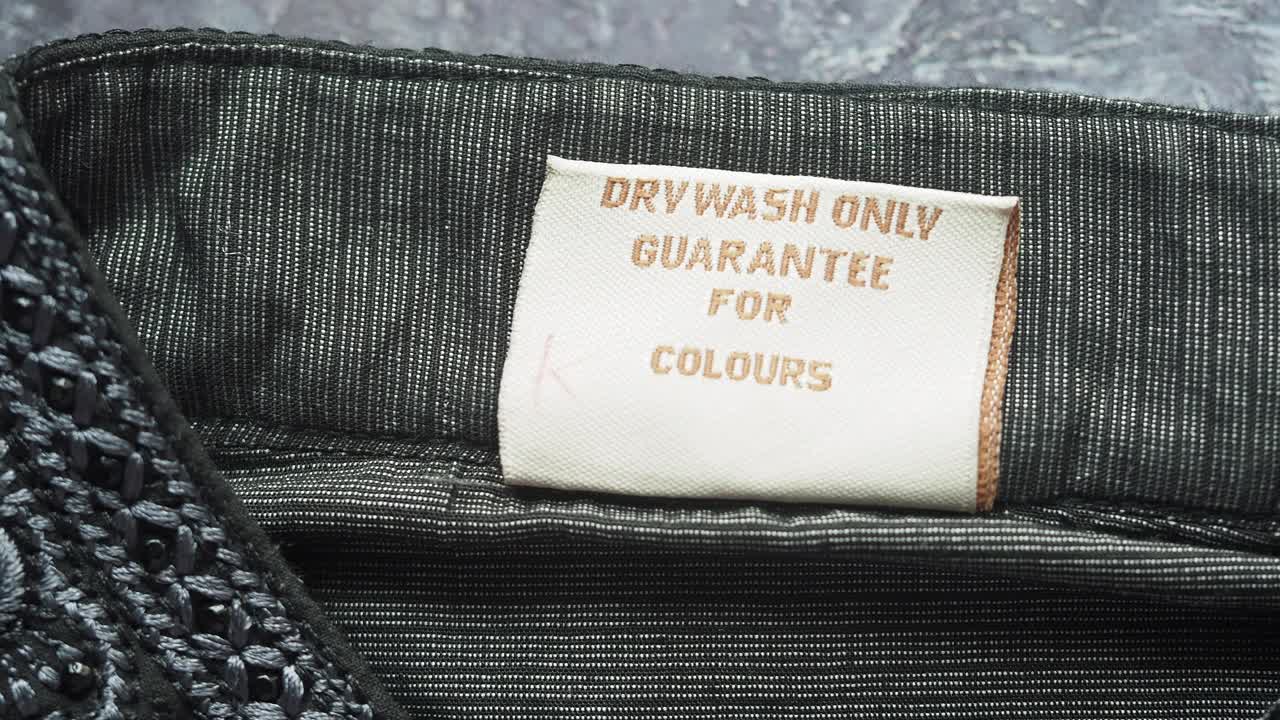 DRYWASH ONLY
GUARANTEE
FOR
COLOURS
K